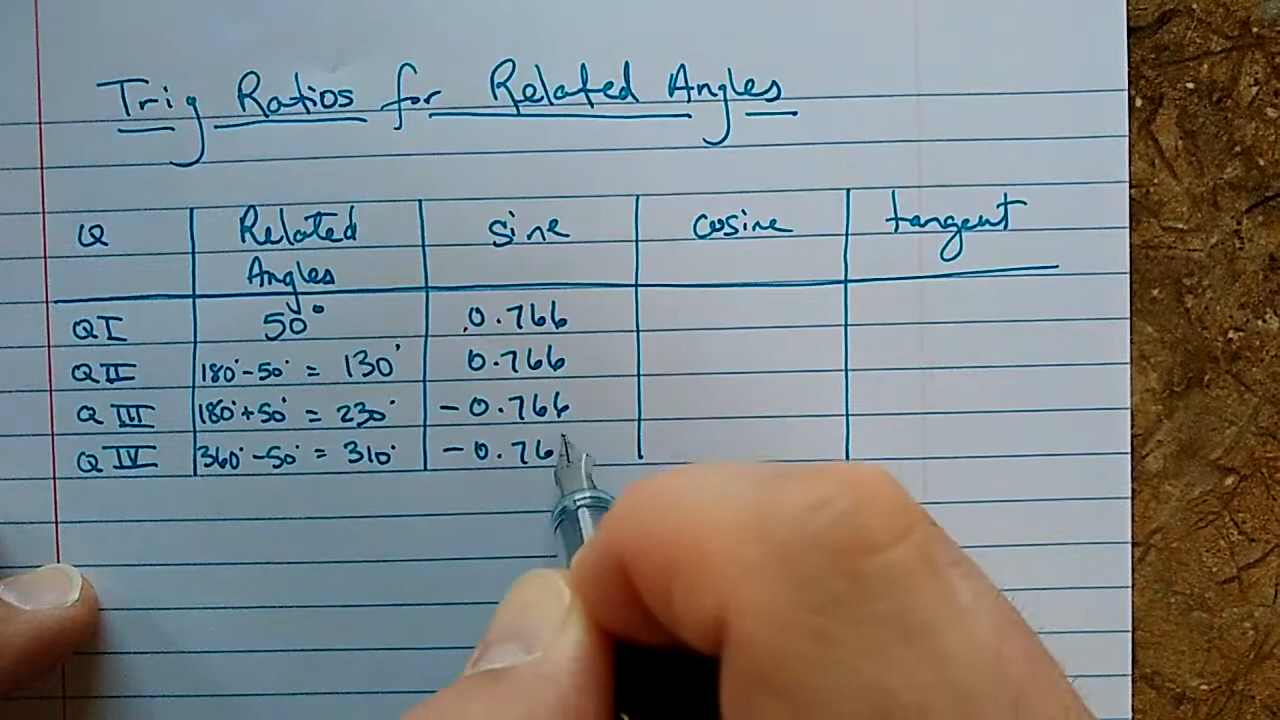 Trig Ratios for Related Angles
Q Related Angles sine cosine tangent
QI 50° 0.766
QII 180°-50° = 130° 0.766
QIII 180°+50° = 230° -0.766
QIV 360°-50° = 310° -0.76